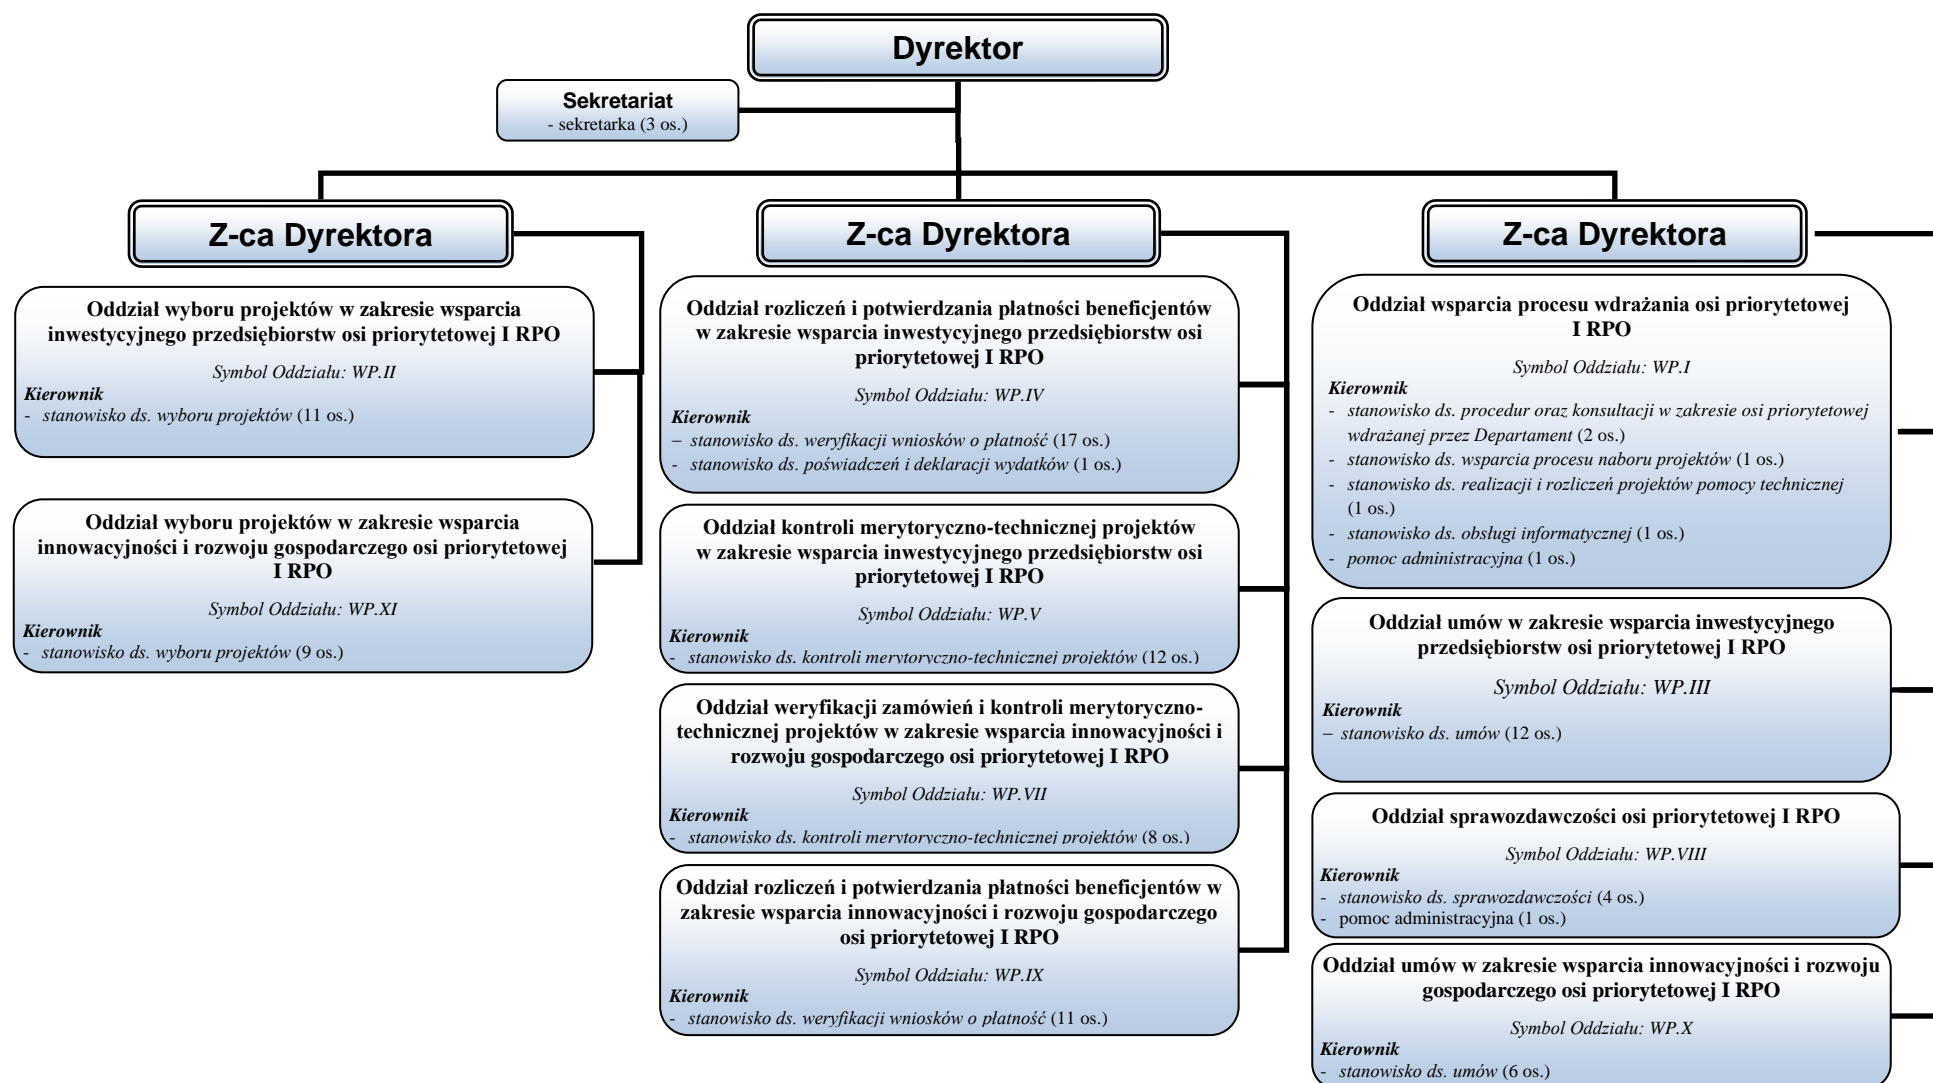 Dyrektor
Sekretariat
- sekretarka (3 os.)
Z-ca Dyrektora
Oddział wyboru projektów w zakresie wsparcia
inwestycyjnego przedsiębiorstw osi priorytetowej I RPO
Symbol Oddziału: WP.II
Kierownik
- stanowisko ds. wyboru projektów (11 os.)
Oddział wyboru projektów w zakresie wsparcia
innowacyjności i rozwoju gospodarczego osi priorytetowej
I RPO
Symbol Oddziału: WP.XI
Kierownik
- stanowisko ds. wyboru projektów (9 os.)
Z-ca Dyrektora
Oddział rozliczeń i potwierdzania płatności beneficjentów
w zakresie wsparcia inwestycyjnego przedsiębiorstw osi
priorytetowej I RPO
Symbol Oddziału: WP.IV
Kierownik
– stanowisko ds. weryfikacji wniosków o płatność (17 os.)
- stanowisko ds. poświadczeń i deklaracji wydatków (1 os.)
Oddział kontroli merytoryczno-technicznej projektów
w zakresie wsparcia inwestycyjnego przedsiębiorstw osi
priorytetowej I RPO
Symbol Oddziału: WP.V
Kierownik
- stanowisko ds. kontroli merytoryczno-technicznej projektów (12 os.)
Oddział weryfikacji zamówień i kontroli merytoryczno-
technicznej projektów w zakresie wsparcia innowacyjności i
rozwoju gospodarczego osi priorytetowej I RPO
Symbol Oddziału: WP.VII
Kierownik
- stanowisko ds. kontroli merytoryczno-technicznej projektów (8 os.)
Oddział rozliczeń i potwierdzania płatności beneficjentów w
zakresie wsparcia innowacyjności i rozwoju gospodarczego
osi priorytetowej I RPO
Symbol Oddziału: WP.IX
Kierownik
- stanowisko ds. weryfikacji wniosków o płatność (11 os.)
Z-ca Dyrektora
Oddział wsparcia procesu wdrażania osi priorytetowej
I RPO
Symbol Oddziału: WP.I
Kierownik
- stanowisko ds. procedur oraz konsultacji w zakresie osi priorytetowej
wdrażanej przez Departament (2 os.)
- stanowisko ds. wsparcia procesu naboru projektów (1 os.)
- stanowisko ds. realizacji i rozliczeń projektów pomocy technicznej
(1 os.)
- stanowisko ds. obsługi informatycznej (1 os.)
- pomoc administracyjna (1 os.)
Oddział umów w zakresie wsparcia inwestycyjnego
przedsiębiorstw osi priorytetowej I RPO
Symbol Oddziału: WP.III
Kierownik
– stanowisko ds. umów (12 os.)
Oddział sprawozdawczości osi priorytetowej I RPO
Symbol Oddziału: WP.VIII
Kierownik
- stanowisko ds. sprawozdawczości (4 os.)
- pomoc administracyjna (1 os.)
Oddział umów w zakresie wsparcia innowacyjności i rozwoju
gospodarczego osi priorytetowej I RPO
Symbol Oddziału: WP.X
Kierownik
- stanowisko ds. umów (6 os.)